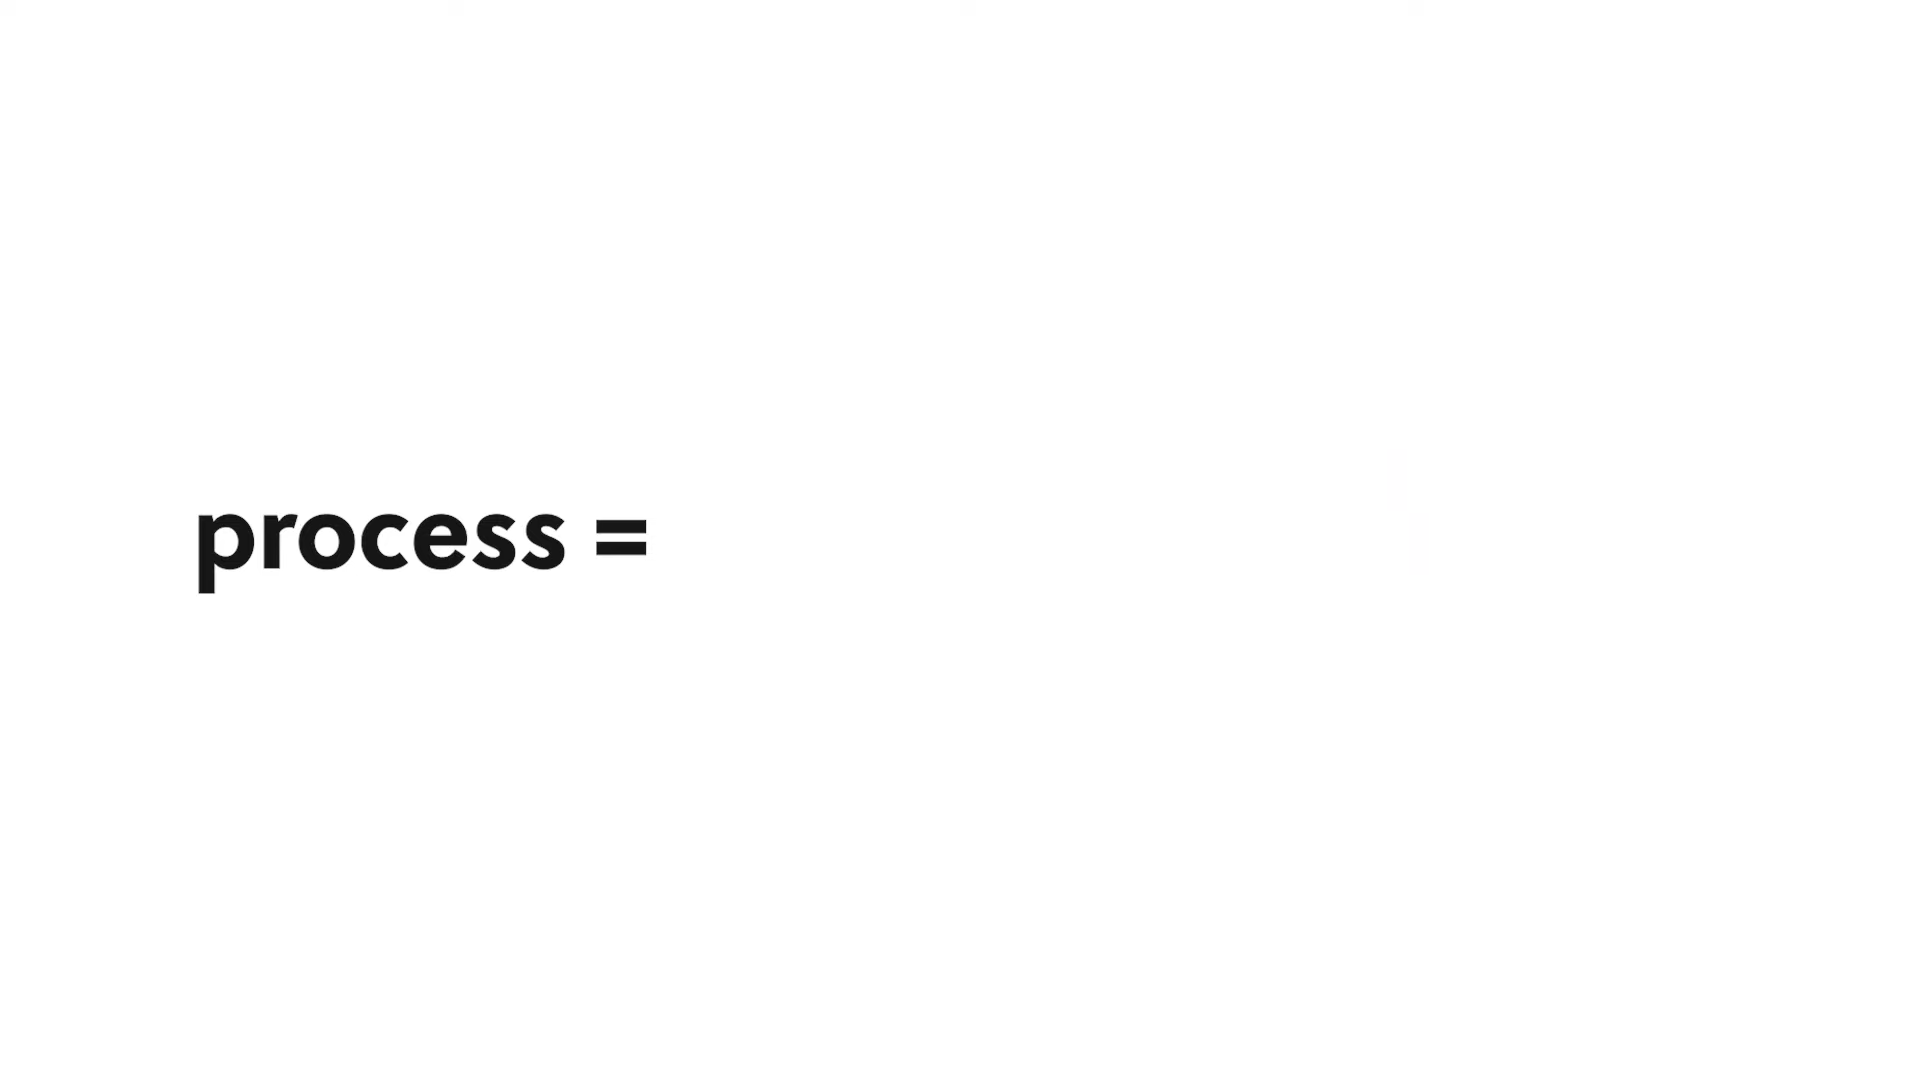 process =